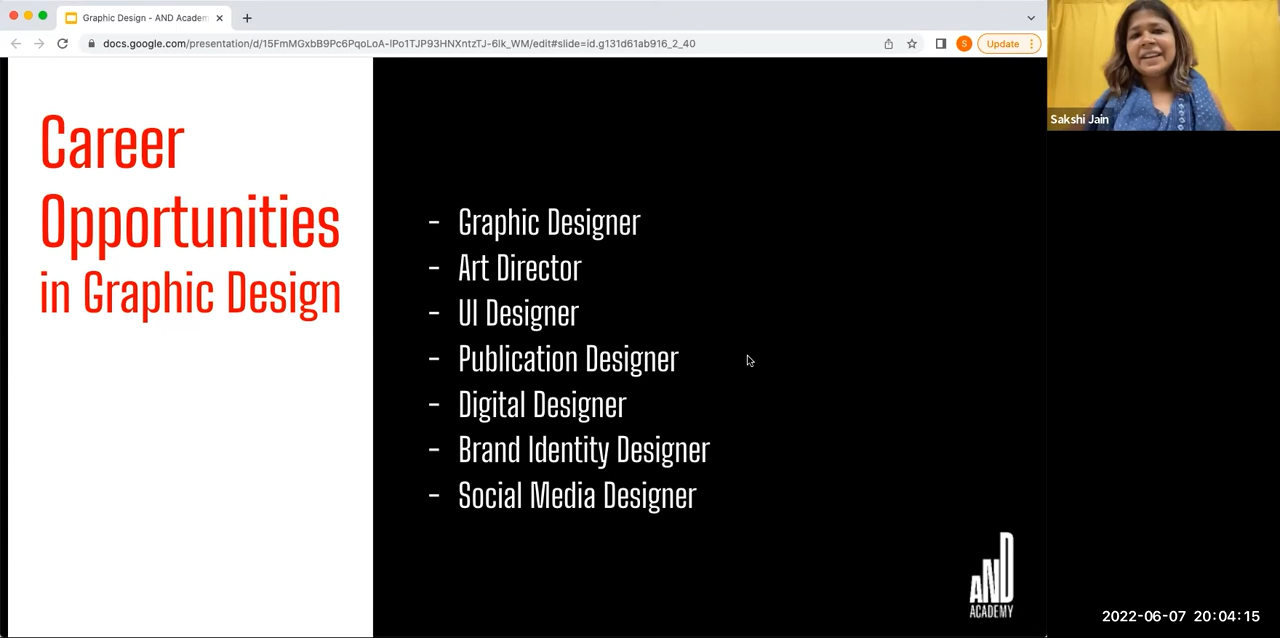 Graphic Design - AND Academ
docs.google.com/presentation/d/15FmMGxbB9Pc6PqoLoA-lPo1TJP93HNXntzTJ-6lk_WM/edit#slide=id.g131d61ab916_2_40
S
Update
Sakshi Jain
Career
Opportunities
in Graphic Design
- Graphic Designer
- Art Director
- UI Designer
- Publication Designer
- Digital Designer
- Brand Identity Designer
- Social Media Designer
AND
ACADEMY
2022-06-07 20:04:15